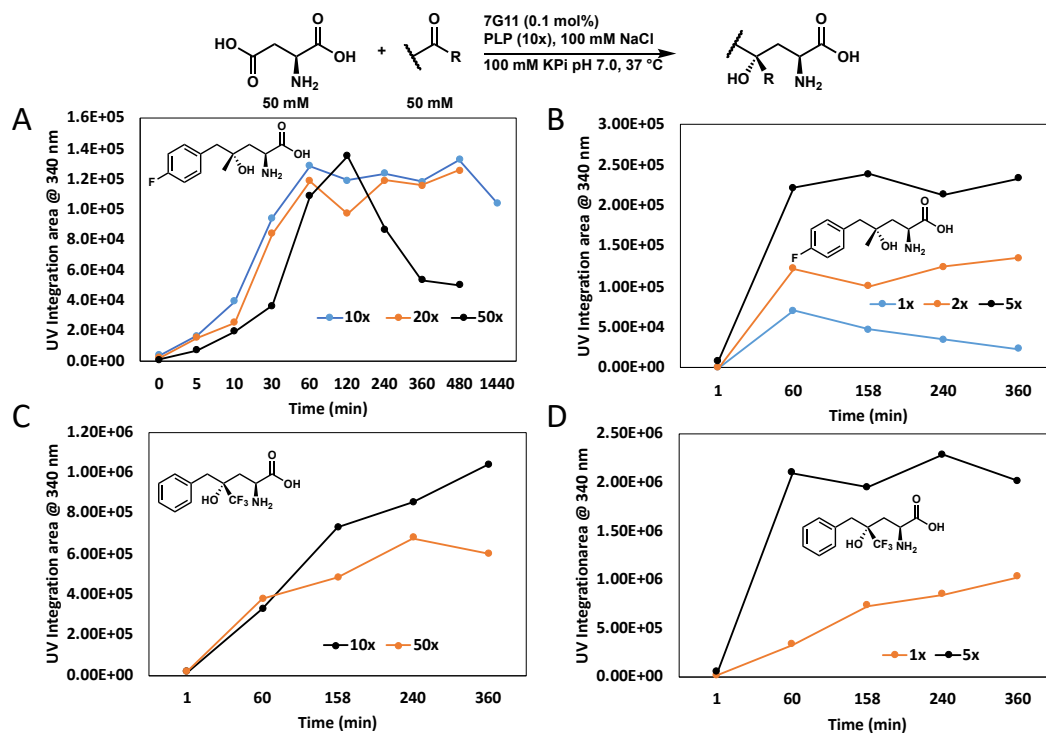 HO
O
O
OH
NH2
50 mM
+
O
R
50 mM
7G11 (0.1 mol%)
PLP (10x), 100 mM NaCl
100 mM KPi pH 7.0, 37 °C
O
OH
HO R NH2
A
UV Integration area @ 340 nm
1.6E+05
1.4E+05
1.2E+05
1.0E+05
8.0E+04
6.0E+04
4.0E+04
2.0E+04
0.0E+00
F
OH NH2
O
OH
10x 20x 50x
0 5 10 30 60 120 240 360 480 1440
Time (min)
B
UV Integration area @ 340 nm
3.00E+05
2.50E+05
2.00E+05
1.50E+05
1.00E+05
5.00E+04
0.00E+00
F
OH NH2
O
OH
1x 2x 5x
1 60 158 240 360
Time (min)
C
UV Integration area @ 340 nm
1.20E+06
1.00E+06
8.00E+05
6.00E+05
4.00E+05
2.00E+05
0.00E+00
O
OH
HO CF3 NH2
10x 50x
1 60 158 240 360
Time (min)
D
UV Integrationarea @ 340 nm
2.50E+06
2.00E+06
1.50E+06
1.00E+06
5.00E+05
0.00E+00
O
OH
HO CF3 NH2
1x 5x
1 60 158 240 360
Time (min)